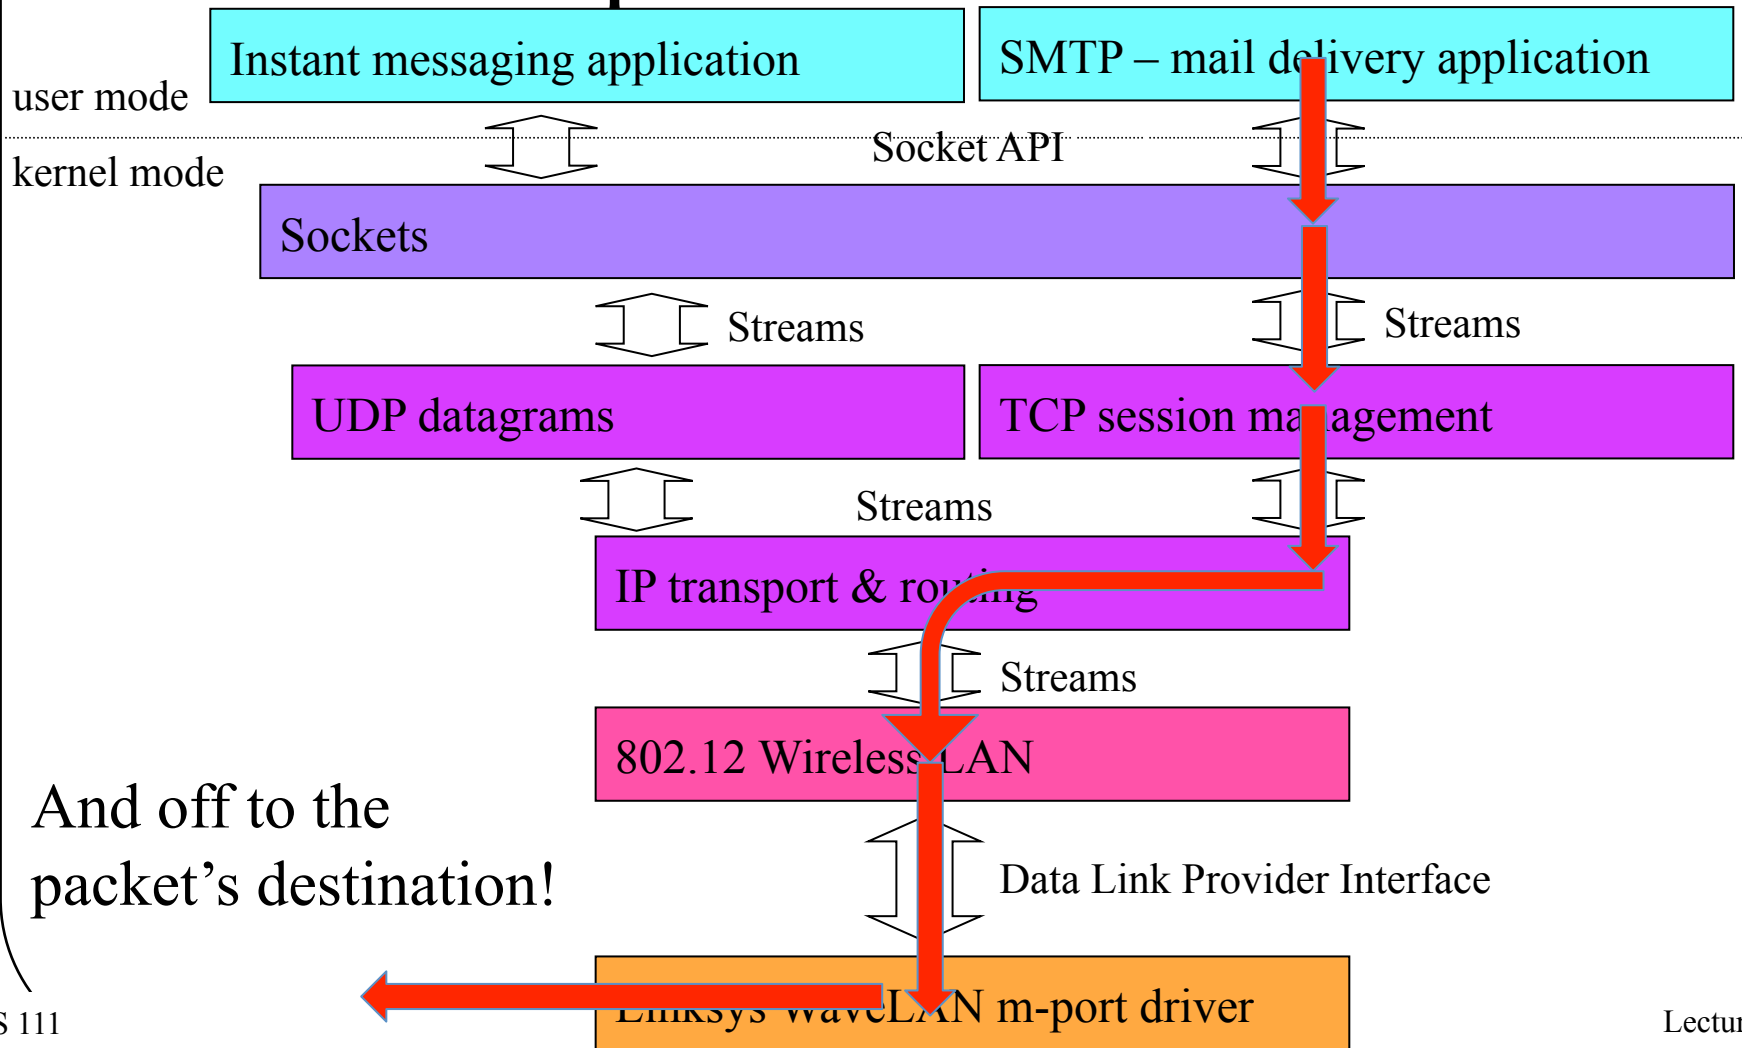 Instant messaging application
SMTP – mail delivery application
user mode
Socket API
kernel mode
Sockets
Streams
Streams
UDP datagrams
TCP session management
Streams
IP transport & routing
Streams
802.12 Wireless LAN
And off to the
packet's destination!
Data Link Provider Interface
Linksys WaveLAN m-port driver
S 111
Lectur